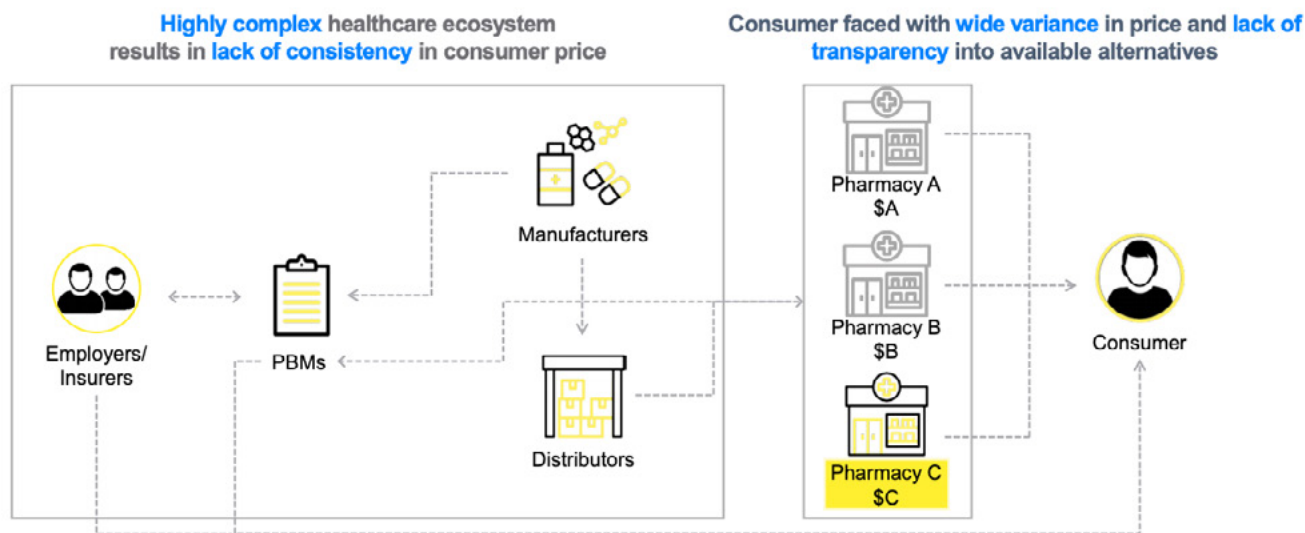 Highly complex healthcare ecosystem
results in lack of consistency in consumer price
Consumer faced with wide variance in price and lack of
transparency into available alternatives
Manufacturers
Employers/
Insurers
PBMs
Distributors
Pharmacy A
$A
Pharmacy B
$B
Pharmacy C
$C
Consumer